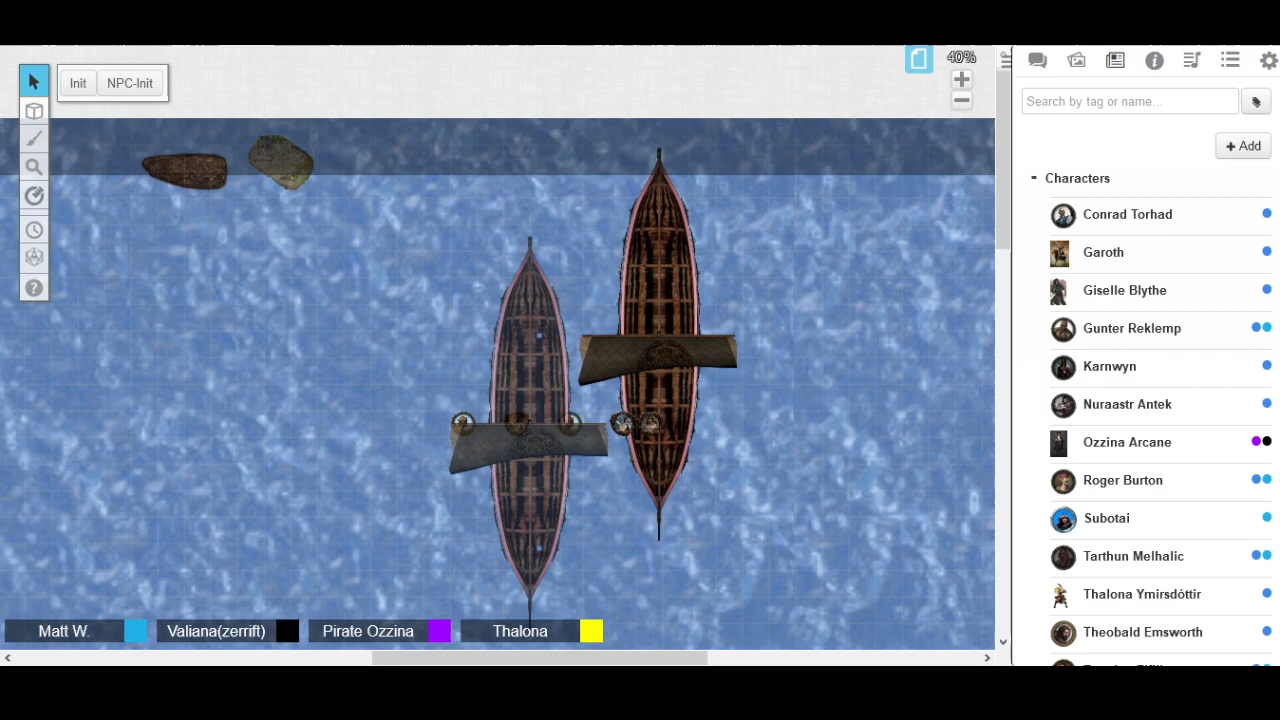 Init
NPC-Init
40%
Search by tag or name...
+ Add
Characters
Conrad Torhad
Garoth
Giselle Blythe
Gunter Reklemp
Karnwyn
Nuraastr Antek
Ozzina Arcane
Roger Burton
Subotai
Tarthun Melhalic
Thalona Ymirsdóttir
Theobald Emsworth
Matt W.
Valiana(zerrift)
Pirate Ozzina
Thalona